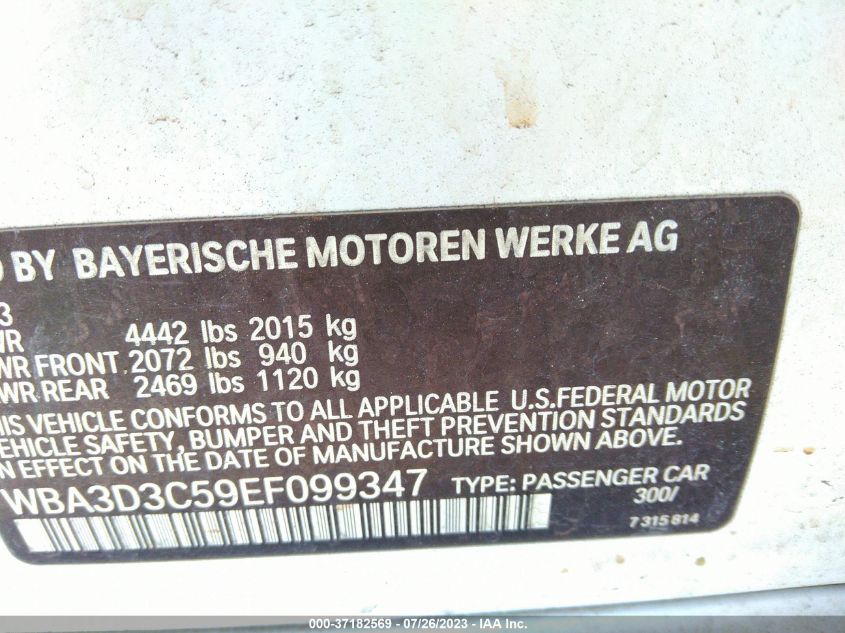 BY BAYERISCHE MOTOREN WERKE AG
3
WR 4442 lbs 2015 kg
WR FRONT 2072 lbs 940 kg
WR REAR 2469 lbs 1120 kg
IS VEHICLE CONFORMS TO ALL APPLICABLE U.S.FEDERAL MOTOR
EHICLE SAFETY, BUMPER AND THEFT PREVENTION STANDARDS
N EFFECT ON THE DATE OF MANUFACTURE SHOWN ABOVE.
WBA3D3C59EF099347 TYPE: PASSENGER CAR
300/
7 315 814
000-37182569 - 07/26/2023 - IAA Inc.